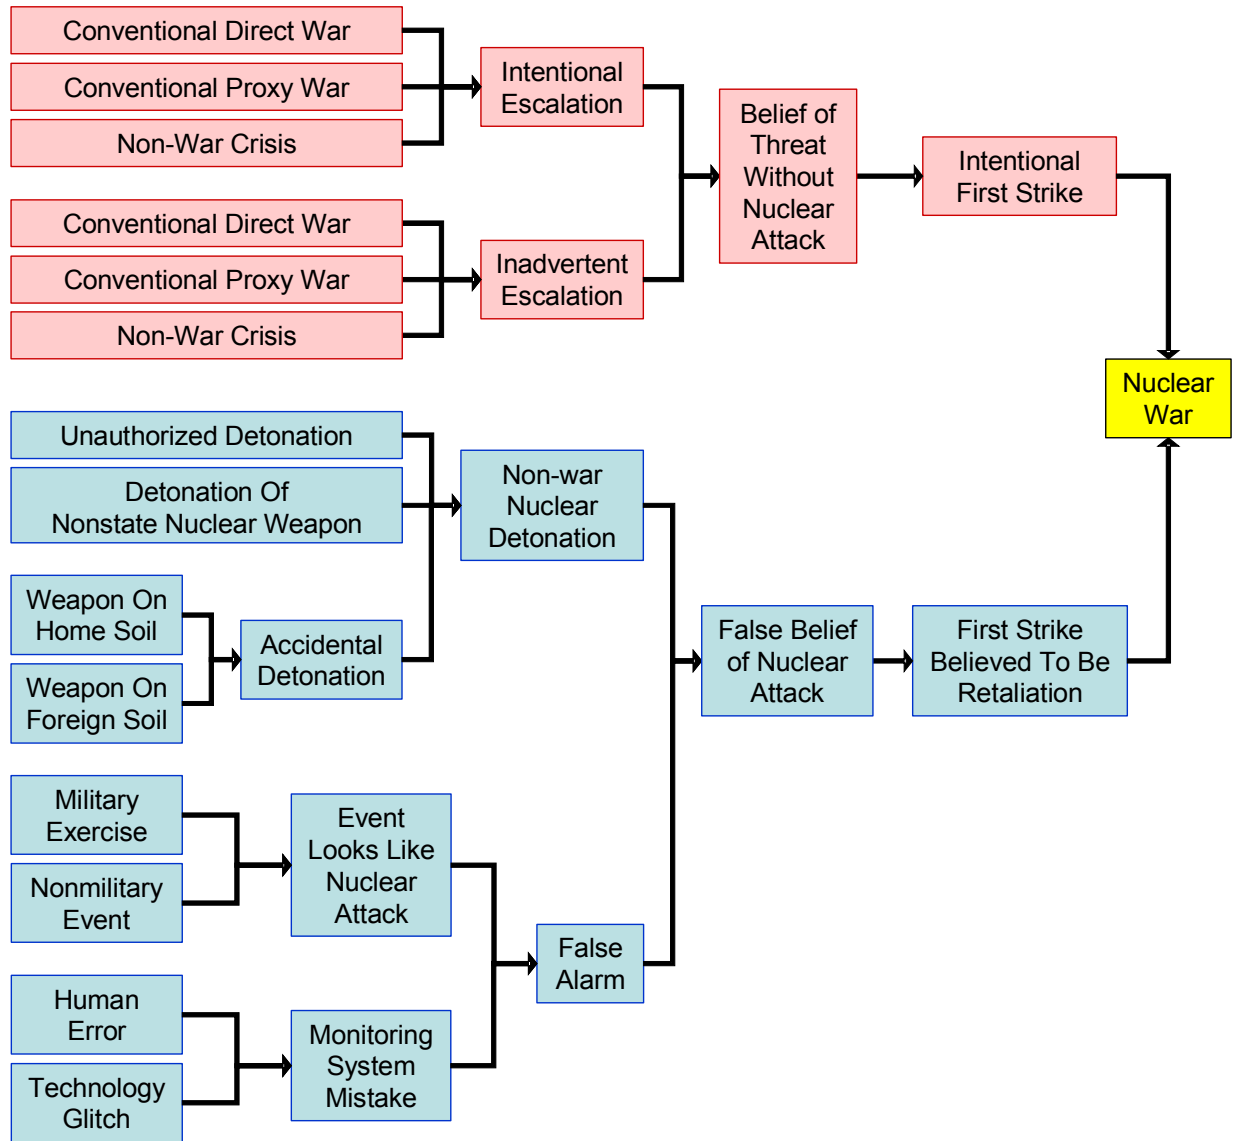 Conventional Direct War
Conventional Proxy War
Non-War Crisis
Intentional
Escalation
Conventional Direct War
Conventional Proxy War
Non-War Crisis
Inadvertent
Escalation
Belief of
Threat
Without
Nuclear
Attack
Intentional
First Strike
Nuclear
War
Unauthorized Detonation
Detonation Of
Nonstate Nuclear Weapon
Weapon On
Home Soil
Weapon On
Foreign Soil
Accidental
Detonation
Non-war
Nuclear
Detonation
Military
Exercise
Nonmilitary
Event
Event
Looks Like
Nuclear
Attack
Human
Error
Technology
Glitch
Monitoring
System
Mistake
False
Alarm
False Belief
of Nuclear
Attack
First Strike
Believed To Be
Retaliation